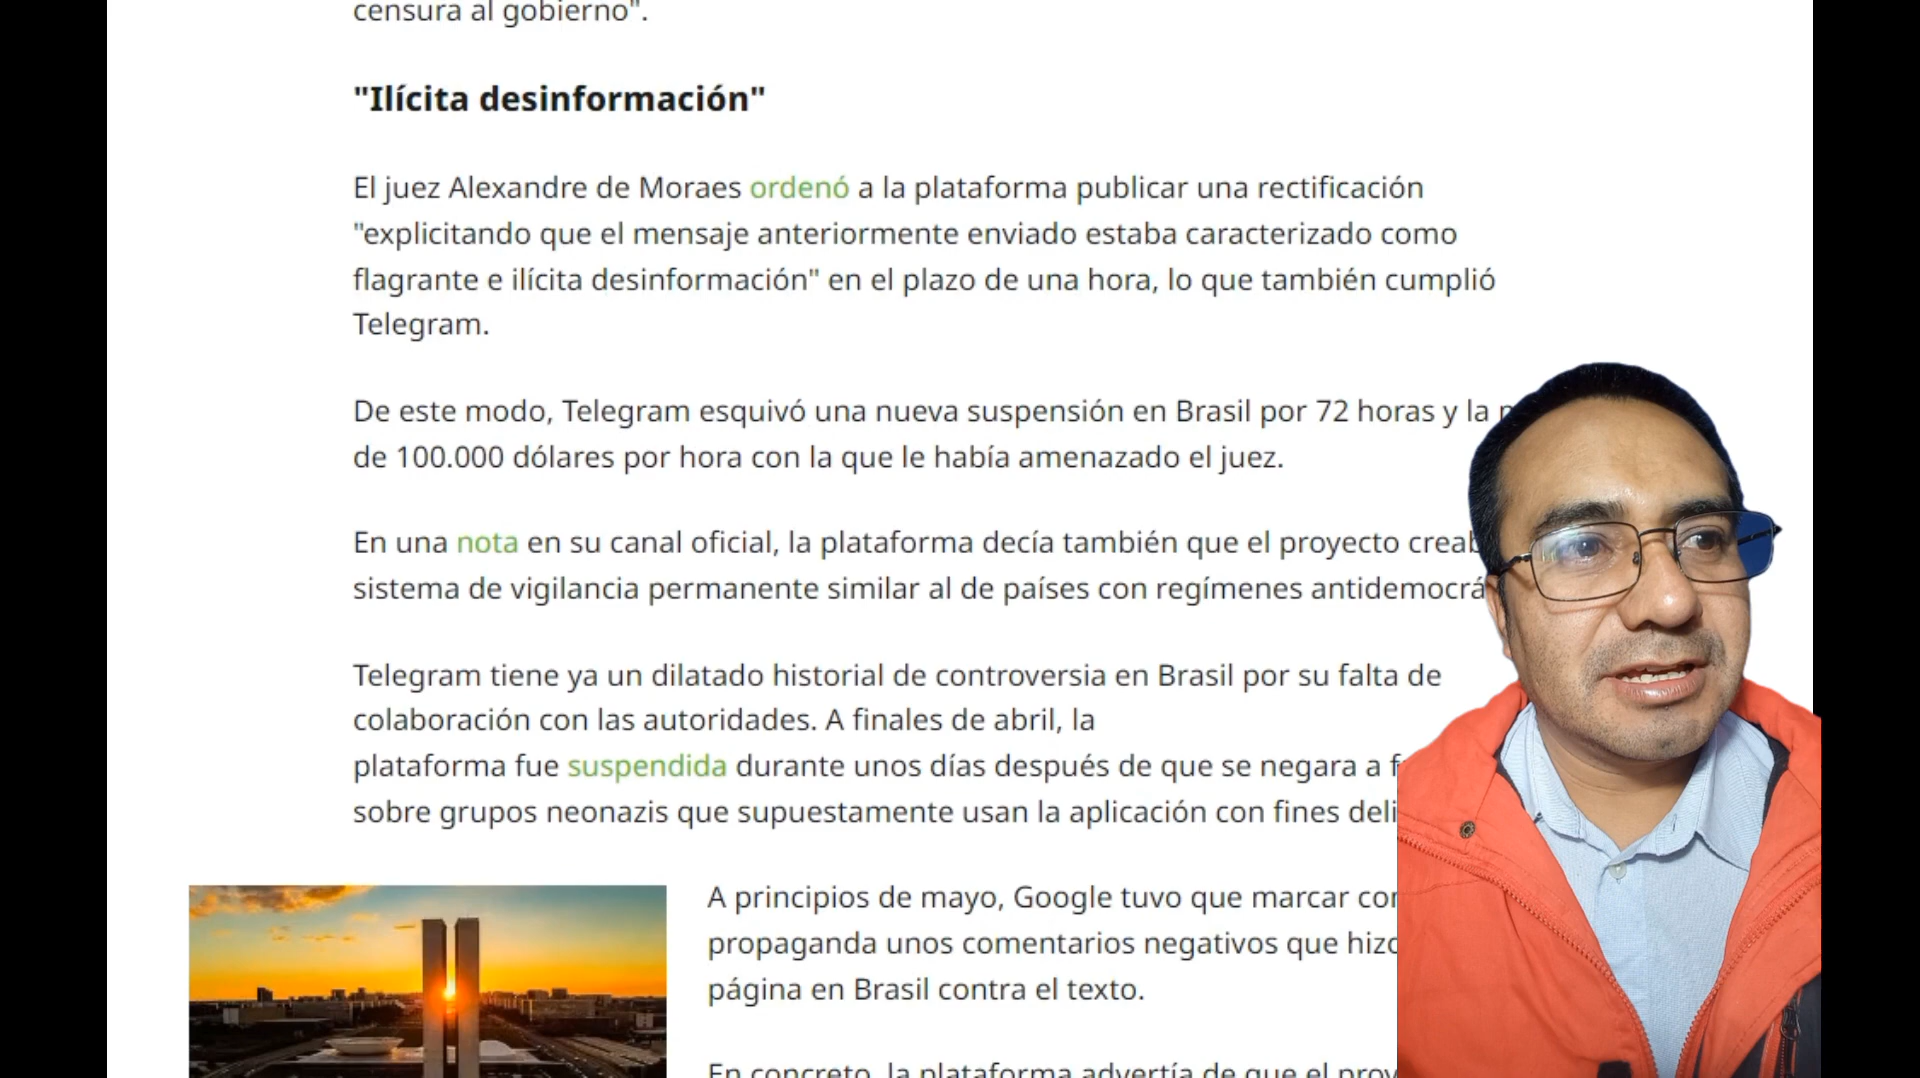 censura al gobierno".
"Ilícita desinformación"
El juez Alexandre de Moraes ordenó a la plataforma publicar una rectificación
"explicitando que el mensaje anteriormente enviado estaba caracterizado como
flagrante e ilícita desinformación" en el plazo de una hora, lo que también cumplió
Telegram.
De este modo, Telegram esquivó una nueva suspensión en Brasil por 72 horas y la
de 100.000 dólares por hora con la que le había amenazado el juez.
En una nota en su canal oficial, la plataforma decía también que el proyecto
sistema de vigilancia permanente similar al de países con regímenes
Telegram tiene ya un dilatado historial de controversia en Brasil por su falta de
colaboración con las autoridades. A finales de abril, la
plataforma fue suspendida durante unos días después de que se negara a
sobre grupos neonazis que supuestamente usan la aplicación con fines
A principios de mayo, Google tuvo que marcar
propaganda unos comentarios negativos que
página en Brasil contra el texto.
En concreto, la plataforma advertía de que el